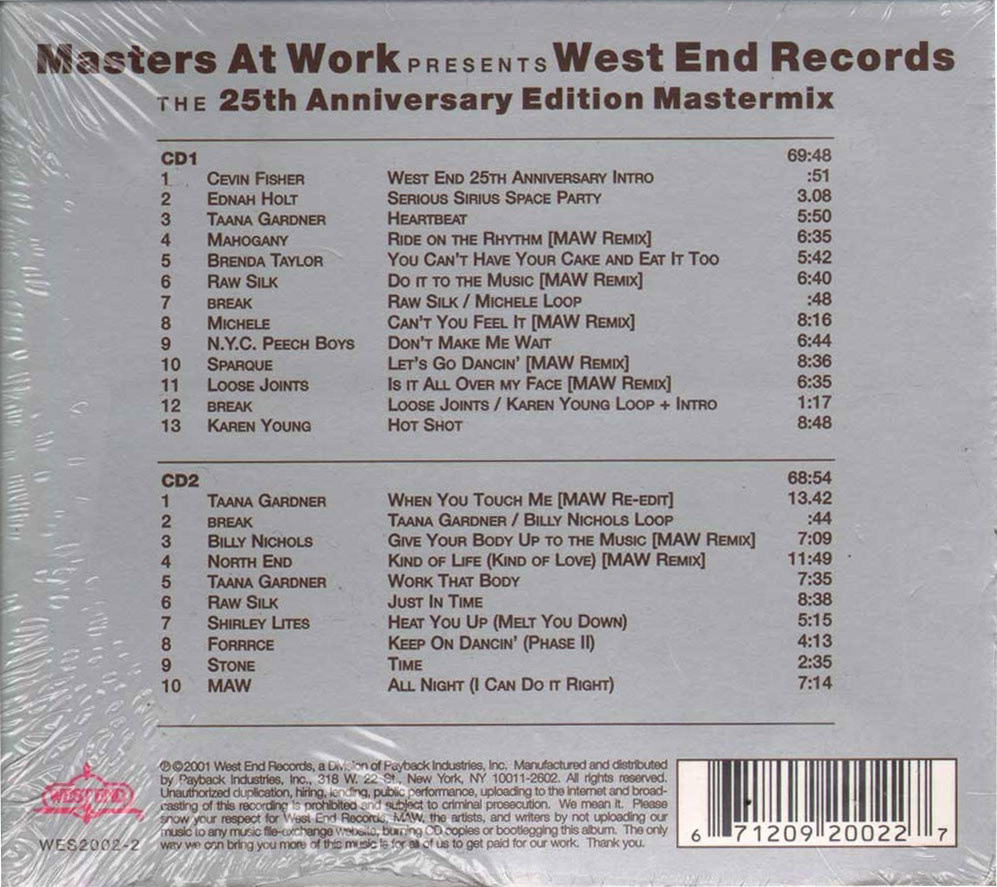 Masters At Work PRESENTS West End Records
THE 25th Anniversary Edition Mastermix
CD1 69:48
1 CEVIN FISHER WEST END 25TH ANNIVERSARY INTRO :51
2 EDNAH HOLT SERIOUS SIRIUS SPACE PARTY 3.08
3 TAANA GARDNER HEARTBEAT 5:50
4 MAHOGANY RIDE ON THE RHYTHM [MAW REMIX] 6:35
5 BRENDA TAYLOR YOU CAN'T HAVE YOUR CAKE AND EAT IT TOO 5:42
6 RAW SILK DO IT TO THE MUSIC [MAW REMIX] 6:40
7 BREAK RAW SILK / MICHELE LOOP :48
8 MICHELE CAN'T YOU FEEL IT [MAW REMIX] 8:16
9 N.Y.C. PEECH BOYS DON'T MAKE ME WAIT 6:44
10 SPARQUE LET'S GO DANCIN' [MAW REMIX] 8:36
11 LOOSE JOINTS IS IT ALL OVER MY FACE [MAW REMIX] 6:35
12 BREAK LOOSE JOINTS / KAREN YOUNG LOOP + INTRO 1:17
13 KAREN YOUNG HOT SHOT 8:48
CD2 68:54
1 TAANA GARDNER WHEN YOU TOUCH ME [MAW RE-EDIT] 13.42
2 BREAK TAANA GARDNER / BILLY NICHOLS LOOP :44
3 BILLY NICHOLS GIVE YOUR BODY UP TO THE MUSIC [MAW REMIX] 7:09
4 NORTH END KIND OF LIFE (KIND OF LOVE) [MAW REMIX] 11:49
5 TAANA GARDNER WORK THAT BODY 7:35
6 RAW SILK JUST IN TIME 8:38
7 SHIRLEY LITES HEAT YOU UP (MELT YOU DOWN) 5:15
8 FORRRCE KEEP ON DANCIN' (PHASE II) 4:13
9 STONE TIME 2:35
10 MAW ALL NIGHT (I CAN DO IT RIGHT) 7:14
℗ ©2001 West End Records, a Division of Payback Industries, Inc. Manufactured and distributed
by Payback Industries, Inc., 318 W. 22 St., New York, NY 10011-2602. All rights reserved.
Unauthorized duplication, hiring, lending, public performance, uploading to the internet and broad-
casting of this recording is prohibited and subject to criminal prosecution. We mean it. Please
show your respect for West End Records, MAW, the artists, and writers by not uploading our
music to any music file-exchange website, burning CD copies or bootlegging this album. The only
way we can bring you more of this music is for all of us to get paid for our work. Thank you.
WEST END
WES2002-2
6 71209 20022 7